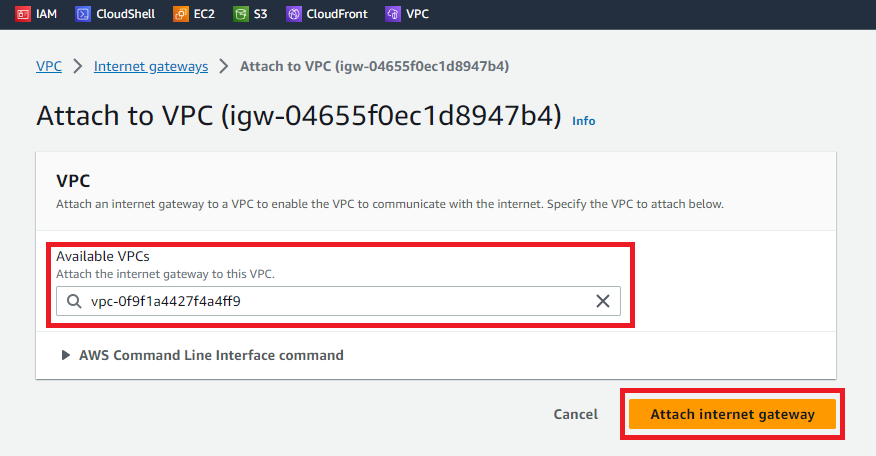 IAM CloudShell EC2 S3 CloudFront VPC
VPC Internet gateways Attach to VPC (igw-04655f0ec1d8947b4)
Attach to VPC (igw-04655f0ec1d8947b4) Info
VPC
Attach an internet gateway to a VPC to enable the VPC to communicate with the internet. Specify the VPC to attach below.
Available VPCs
Attach the internet gateway to this VPC.
vpc-0f9f1a4427f4a4ff9
AWS Command Line Interface command
Cancel Attach internet gateway